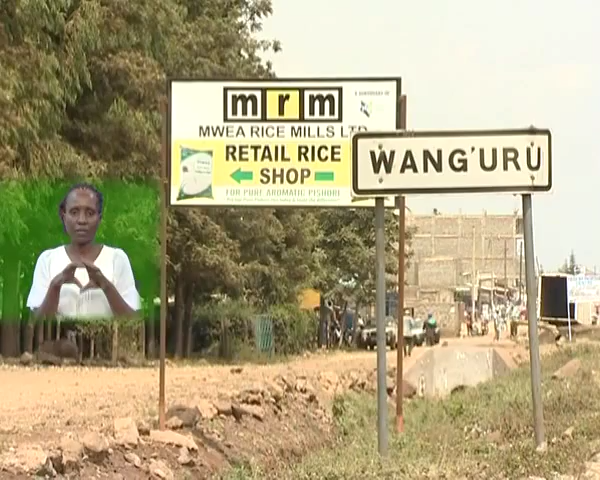 mrm
MWEA RICE MILLS LTD
RETAIL RICE
SHOP
FOR PURE AROMATIC PISHORI
WANG'URU